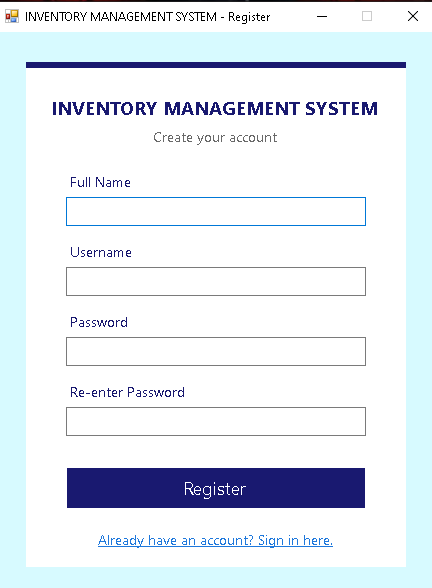 INVENTORY MANAGEMENT SYSTEM - Register
INVENTORY MANAGEMENT SYSTEM
Create your account
Full Name
Username
Password
Re-enter Password
Register
Already have an account? Sign in here.